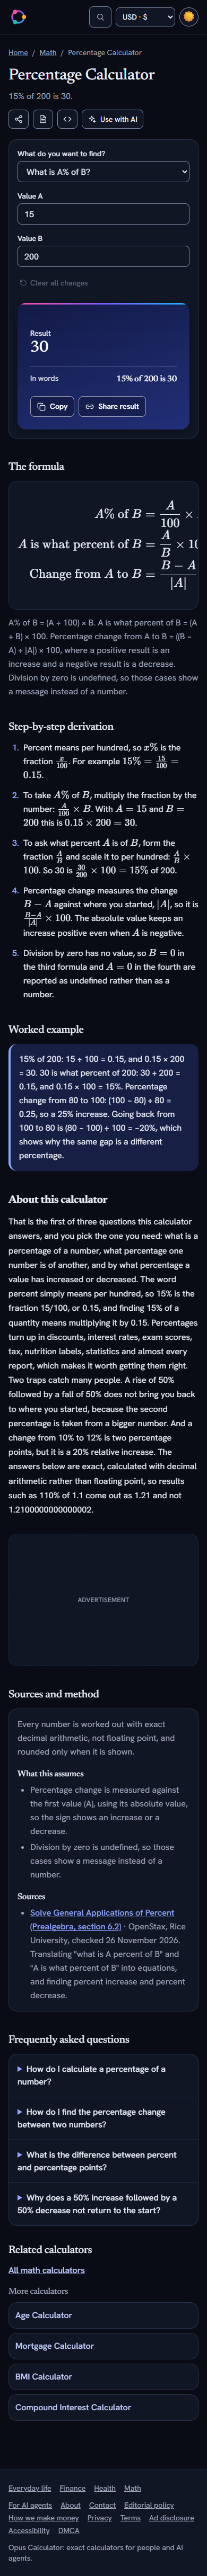 USD · $
Home / Math / Percentage Calculator
Percentage Calculator
15% of 200 is 30.
Use with AI
What do you want to find?
What is A% of B?
Value A
15
Value B
200
Clear all changes
Result
30
In words 15% of 200 is 30
Copy Share result
The formula
A% of B = A/100 ×
A is what percent of B = A/B × 10
Change from A to B = B − A/|A|
A% of B = (A ÷ 100) × B. A is what percent of B = (A
÷ B) × 100. Percentage change from A to B = ((B
− A) ÷ |A|) × 100, where a positive result is an
increase and a negative result is a decrease.
Division by zero is undefined, so those cases show
a message instead of a number.
Step-by-step derivation
1. Percent means per hundred, so x% is the
fraction x/100. For example 15% = 15/100 =
0.15.
2. To take A% of B, multiply the fraction by the
number: A/100 × B. With A = 15 and B =
200 this is 0.15 × 200 = 30.
3. To ask what percent A is of B, form the
fraction A/B and scale it to per hundred: A/B ×
100. So 30 is 30/200 × 100 = 15% of 200.
4. Percentage change measures the change
B − A against where you started, |A|, so it is
B−A/|A| × 100. The absolute value keeps an
increase positive even when A is negative.
5. Division by zero has no value, so B = 0 in
the third formula and A = 0 in the fourth are
reported as undefined rather than as a
number.
Worked example
15% of 200: 15 ÷ 100 = 0.15, and 0.15 × 200
= 30. 30 is what percent of 200: 30 ÷ 200 =
0.15, and 0.15 × 100 = 15%. Percentage
change from 80 to 100: (100 − 80) ÷ 80 =
0.25, so a 25% increase. Going back from
100 to 80 is (80 − 100) ÷ 100 = −20%, which
shows why the same gap is a different
percentage.
About this calculator
That is the first of three questions this calculator
answers, and you pick the one you need: what is a
percentage of a number, what percentage one
number is of another, and by what percentage a
value has increased or decreased. The word
percent simply means per hundred, so 15% is the
fraction 15/100, or 0.15, and finding 15% of a
quantity means multiplying it by 0.15. Percentages
turn up in discounts, interest rates, exam scores,
tax, nutrition labels, statistics and almost every
report, which makes it worth getting them right.
Two traps catch many people. A rise of 50%
followed by a fall of 50% does not bring you back
to where you started, because the second
percentage is taken from a bigger number. And a
change from 10% to 12% is two percentage
points, but it is a 20% relative increase. The
answers below are exact, calculated with decimal
arithmetic rather than floating point, so results
such as 110% of 1.1 come out as 1.21 and not
1.2100000000000002.
ADVERTISEMENT
Sources and method
Every number is worked out with exact
decimal arithmetic, not floating point, and
rounded only when it is shown.
What this assumes
• Percentage change is measured against
the first value (A), using its absolute value,
so the sign shows an increase or a
decrease.
• Division by zero is undefined, so those
cases show a message instead of a
number.
Sources
• Solve General Applications of Percent
(Prealgebra, section 6.2) · OpenStax, Rice
University, checked 26 November 2026.
Translating "what is A percent of B" and
"A is what percent of B" into equations,
and finding percent increase and percent
decrease.
Frequently asked questions
How do I calculate a percentage of a
number?
How do I find the percentage change
between two numbers?
What is the difference between percent
and percentage points?
Why does a 50% increase followed by a
50% decrease not return to the start?
Related calculators
All math calculators
More calculators
Age Calculator
Mortgage Calculator
BMI Calculator
Compound Interest Calculator
Everyday life Finance Health Math
For AI agents About Contact Editorial policy
How we make money Privacy Terms Ad disclosure
Accessibility DMCA
Opus Calculator: exact calculators for people and AI
agents.